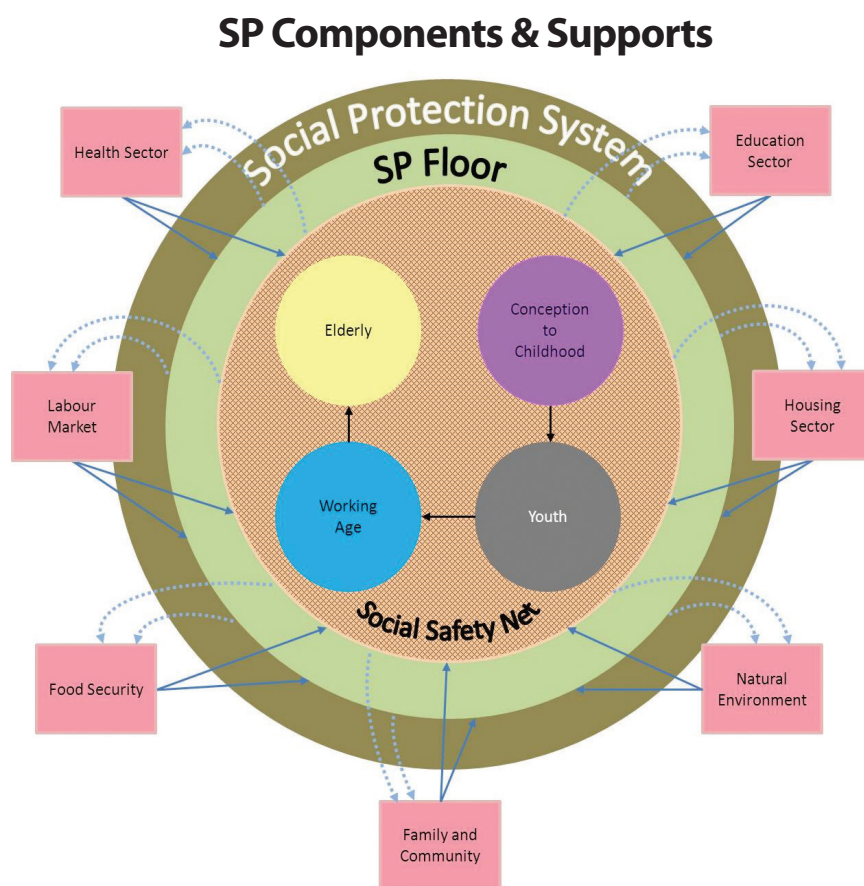 SP Components & Supports
Social Protection System
SP Floor
Health Sector
Education
Sector
Elderly
Conception
to
Childhood
Labour
Market
Housing
Sector
Working
Age
Youth
Social Safety Net
Food Security
Natural
Environment
Family and
Community